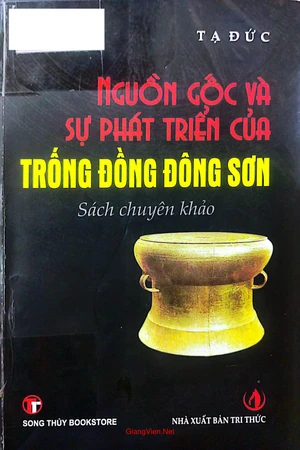 TẠ ĐỨC
NGUỒN GỐC VÀ
SỰ PHÁT TRIỂN CỦA
TRỐNG ĐỒNG ĐÔNG SƠN
Sách chuyên khảo
SONG THỦY BOOKSTORE
NHÀ XUẤT BẢN TRI THỨC
GiangVien.Net